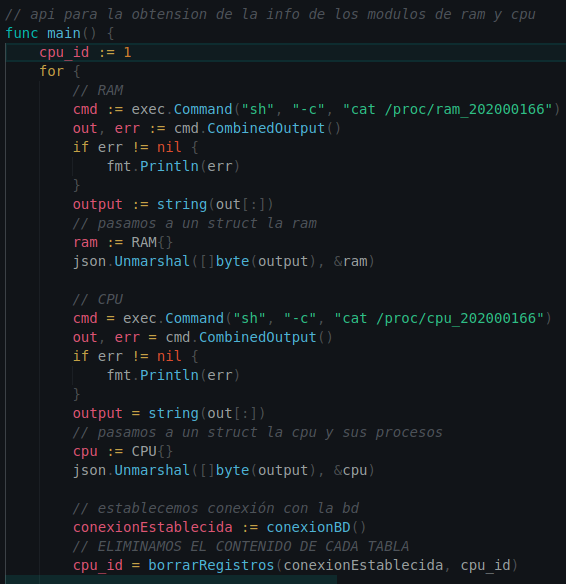 // api para la obtension de la info de los modulos de ram y cpu
func main() {
    cpu_id := 1
    for {
        // RAM
        cmd := exec.Command("sh", "-c", "cat /proc/ram_202000166")
        out, err := cmd.CombinedOutput()
        if err != nil {
            fmt.Println(err)
        }
        output := string(out[:])
        // pasamos a un struct la ram
        ram := RAM{}
        json.Unmarshal([]byte(output), &ram)

        // CPU
        cmd = exec.Command("sh", "-c", "cat /proc/cpu_202000166")
        out, err = cmd.CombinedOutput()
        if err != nil {
            fmt.Println(err)
        }
        output = string(out[:])
        // pasamos a un struct la cpu y sus procesos
        cpu := CPU{}
        json.Unmarshal([]byte(output), &cpu)

        // establecemos conexión con la bd
        conexionEstablecida := conexionBD()
        // ELIMINAMOS EL CONTENIDO DE CADA TABLA
        cpu_id = borrarRegistros(conexionEstablecida, cpu_id)